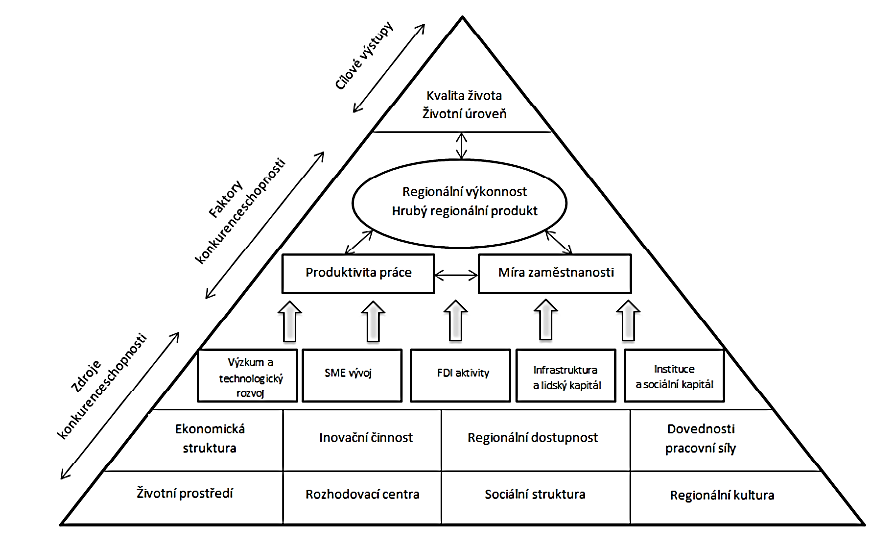 Cílové výstupy
Kvalita života
Životní úroveň
Faktory
konkurenceschopnosti
Regionální výkonnost
Hrubý regionální produkt
Produktivita práce
Míra zaměstnanosti
Zdroje
konkurenceschopnosti
Výzkum a
technologický
rozvoj
SME vývoj
FDI aktivity
Infrastruktura
a lidský kapitál
Instituce
a sociální kapitál
Ekonomická
struktura
Inovační činnost
Regionální dostupnost
Dovednosti
pracovní síly
Životní prostředí
Rozhodovací centra
Sociální struktura
Regionální kultura